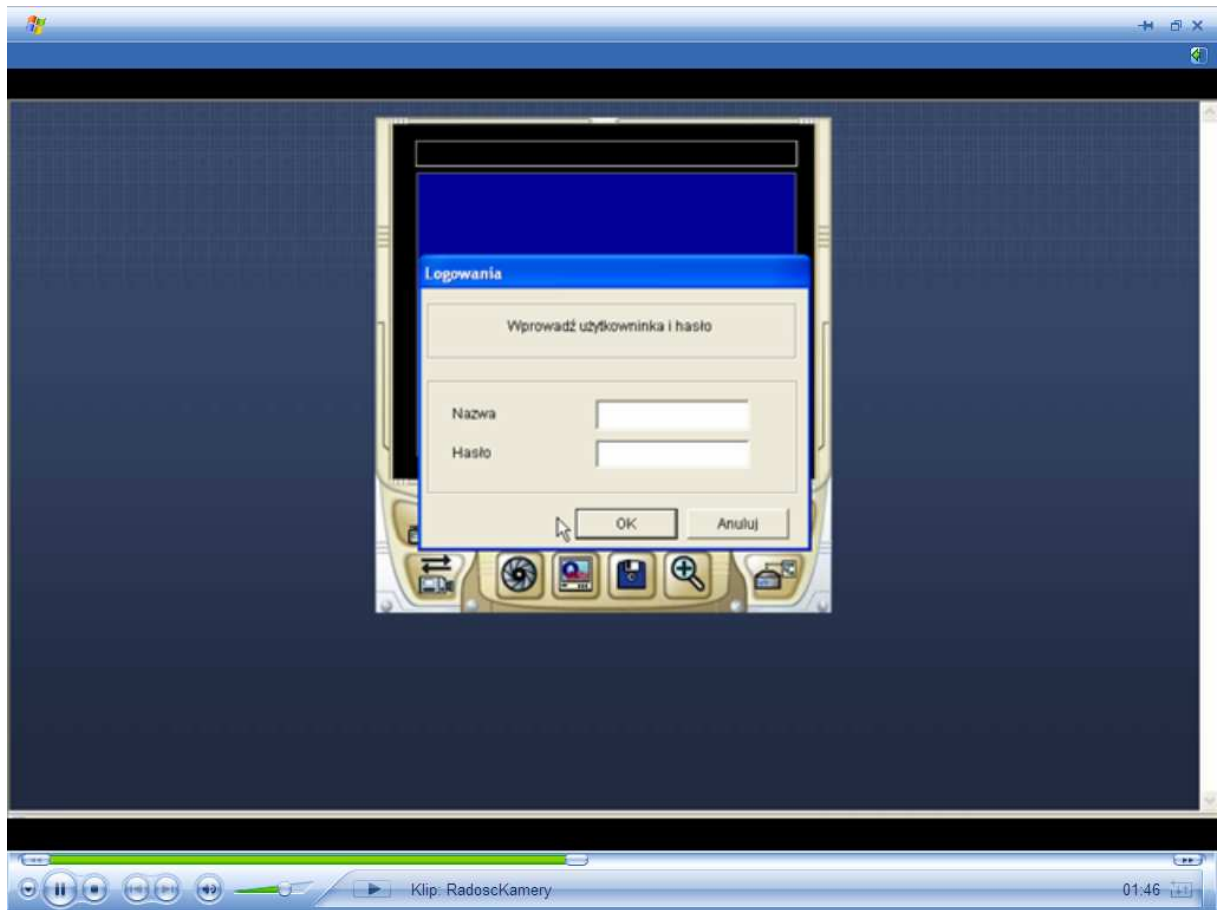 Logowania
Wprowadź użytkowninka i hasło
Nazwa
Hasło
OK Anuluj
Klip: RadoscKamery 01:46